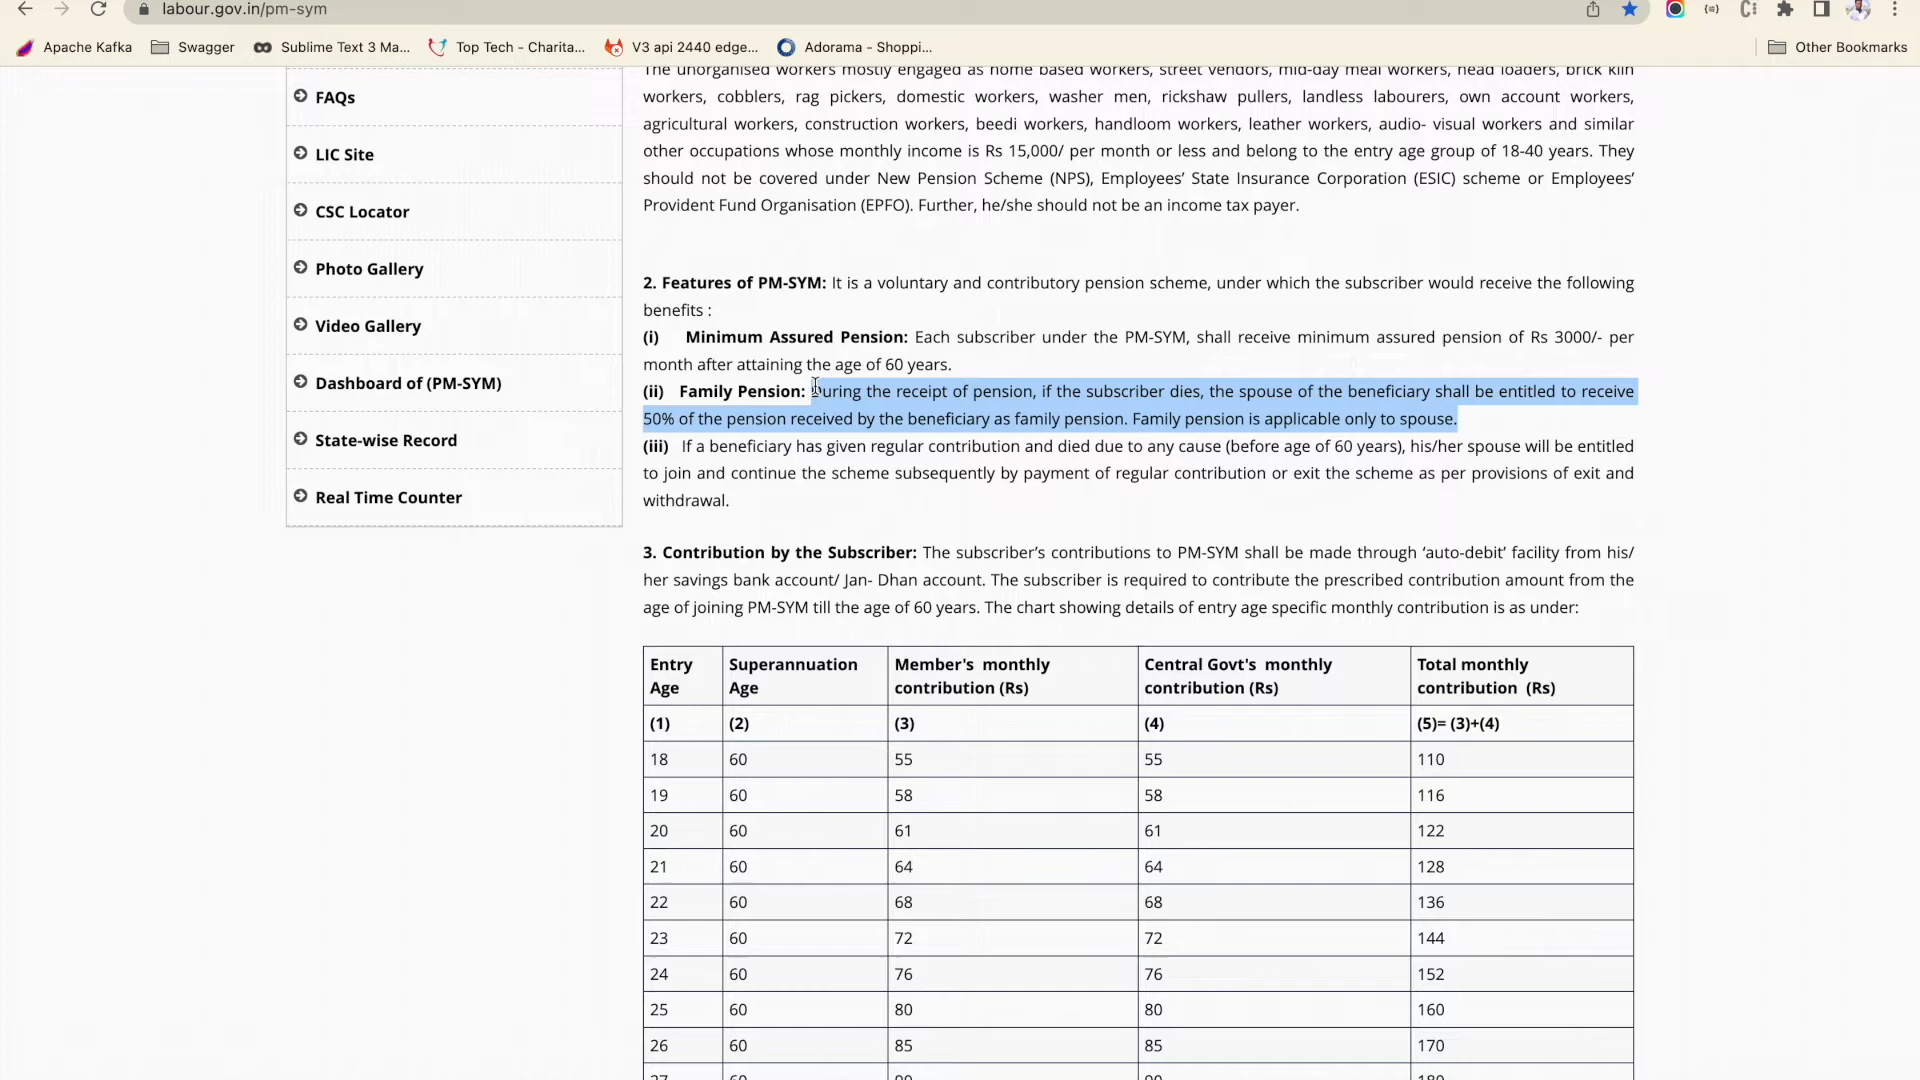 labour.gov.in/pm-sym
Apache Kafka
Swagger
Sublime Text 3 Ma...
Top Tech - Charita...
V3 api 2440 edge...
Adorama - Shoppi...
Other Bookmarks
FAQs
LIC Site
CSC Locator
Photo Gallery
Video Gallery
Dashboard of (PM-SYM)
State-wise Record
Real Time Counter
The unorganised workers mostly engaged as home based workers, street vendors, mid-day meal workers, head loaders, brick kiln
workers, cobblers, rag pickers, domestic workers, washer men, rickshaw pullers, landless labourers, own account workers,
agricultural workers, construction workers, beedi workers, handloom workers, leather workers, audio- visual workers and similar
other occupations whose monthly income is Rs 15,000/ per month or less and belong to the entry age group of 18-40 years. They
should not be covered under New Pension Scheme (NPS), Employees’ State Insurance Corporation (ESIC) scheme or Employees’
Provident Fund Organisation (EPFO). Further, he/she should not be an income tax payer.
2. Features of PM-SYM: It is a voluntary and contributory pension scheme, under which the subscriber would receive the following
benefits :
(i) Minimum Assured Pension: Each subscriber under the PM-SYM, shall receive minimum assured pension of Rs 3000/- per
month after attaining the age of 60 years.
(ii) Family Pension: During the receipt of pension, if the subscriber dies, the spouse of the beneficiary shall be entitled to receive
50% of the pension received by the beneficiary as family pension. Family pension is applicable only to spouse.
(iii) If a beneficiary has given regular contribution and died due to any cause (before age of 60 years), his/her spouse will be entitled
to join and continue the scheme subsequently by payment of regular contribution or exit the scheme as per provisions of exit and
withdrawal.
3. Contribution by the Subscriber: The subscriber’s contributions to PM-SYM shall be made through ‘auto-debit’ facility from his/
her savings bank account/ Jan- Dhan account. The subscriber is required to contribute the prescribed contribution amount from the
age of joining PM-SYM till the age of 60 years. The chart showing details of entry age specific monthly contribution is as under:
Entry Age Superannuation Age Member's monthly contribution (Rs) Central Govt's monthly contribution (Rs) Total monthly contribution (Rs)
(1) (2) (3) (4) (5)= (3)+(4)
18 60 55 55 110
19 60 58 58 116
20 60 61 61 122
21 60 64 64 128
22 60 68 68 136
23 60 72 72 144
24 60 76 76 152
25 60 80 80 160
26 60 85 85 170